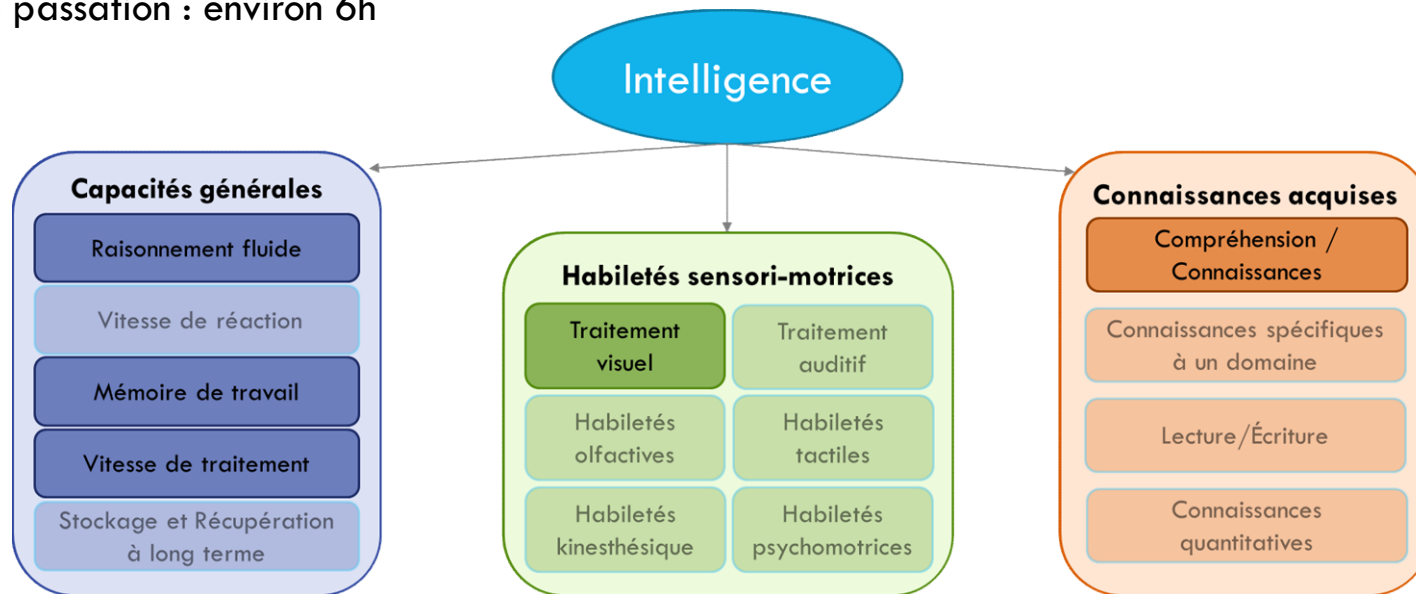 passation : environ 6h
Intelligence
Capacités générales
Raisonnement fluide
Vitesse de réaction
Mémoire de travail
Vitesse de traitement
Stockage et Récupération
à long terme
Habiletés sensori-motrices
Traitement
visuel
Traitement
auditif
Habiletés
olfactives
Habiletés
tactiles
Habiletés
kinesthésique
Habiletés
psychomotrices
Connaissances acquises
Compréhension /
Connaissances
Connaissances spécifiques
à un domaine
Lecture/Écriture
Connaissances
quantitatives